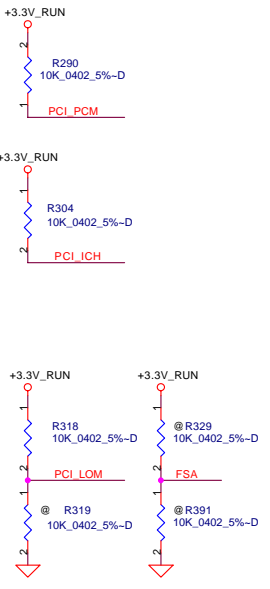 +3.3V_RUN
2
R290
10K_0402_5%~D
1
PCI_PCM
+3.3V_RUN
1
R304
10K_0402_5%~D
2
PCI_ICH
+3.3V_RUN
+3.3V_RUN
1
1
R318
@R329
10K_0402_5%~D
10K_0402_5%~D
2
2
PCI_LOM
FSA
1
1
@ R319
@R391
10K_0402_5%~D
10K_0402_5%~D
2
2